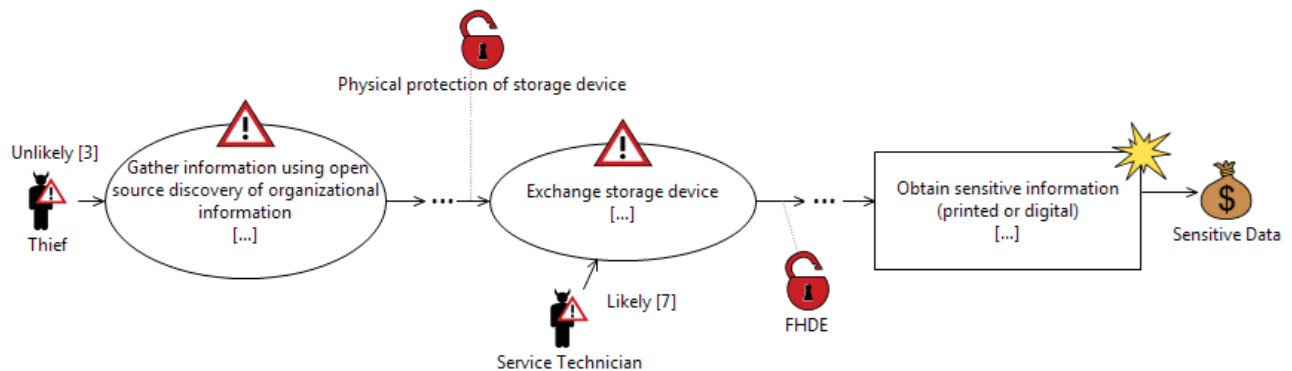 Physical protection of storage device
Unlikely [3]
Thief
Gather information using open
source discovery of organizational
information
[...]
...
Exchange storage device
[...]
Likely [7]
Service Technician
...
FHDE
Obtain sensitive information
(printed or digital)
[...]
$
Sensitive Data